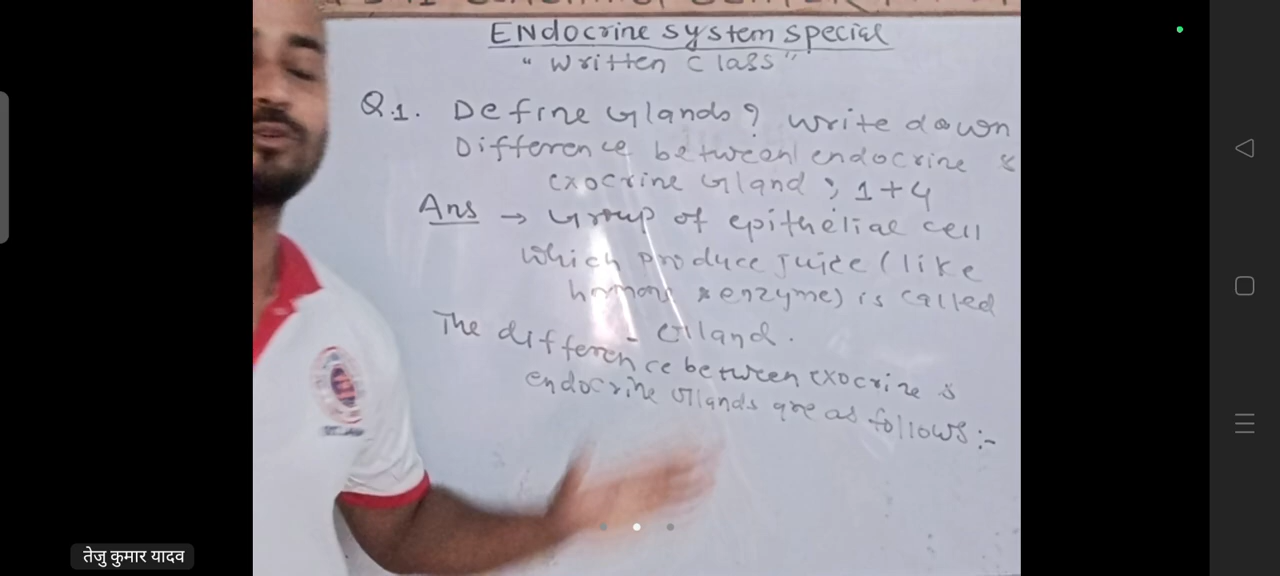 Endocrine system special
"Written Class"
Q.1. Define Glands? write down
Difference between endocrine &
exocrine Gland; 1+4
Ans → Group of epithelial cell
which produce Juice (like
& enzyme) is called
- Gland.
The difference between exocrine &
endocrine Glands are as follows:-
तेजु कुमार यादव